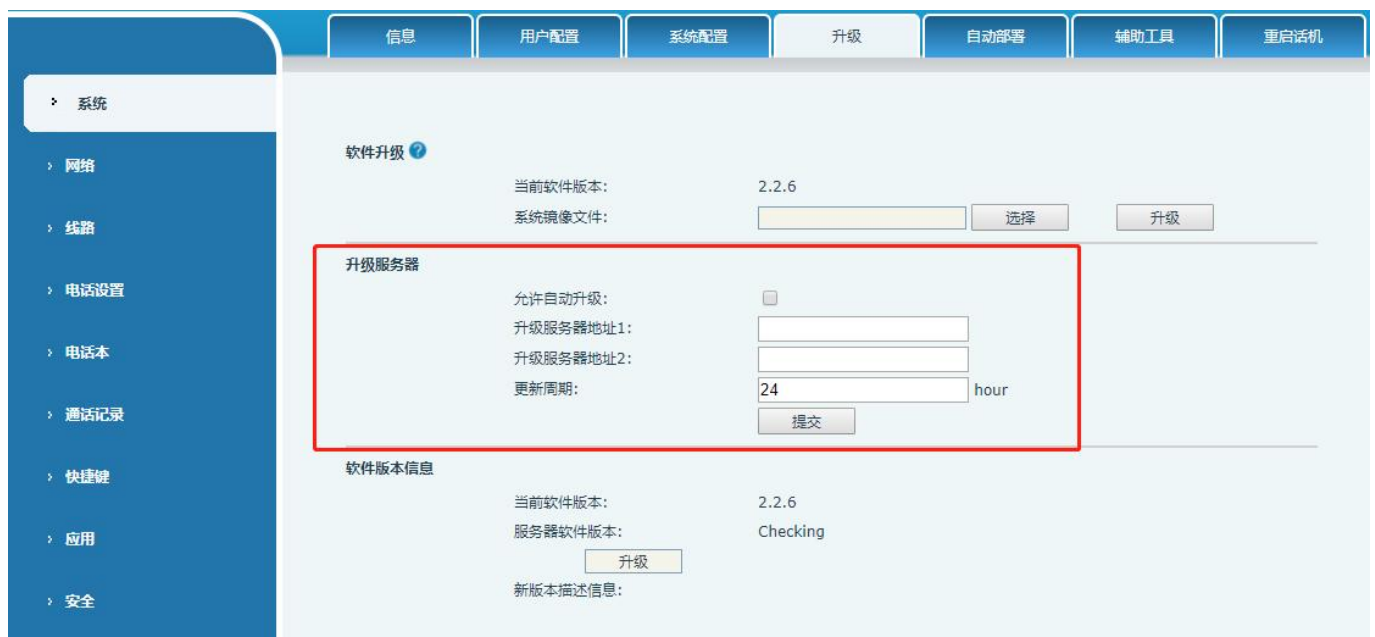 信息 用户配置 系统配置 升级 自动部署 辅助工具 重启话机
系统
网络
线路
电话设置
电话本
通话记录
快捷键
应用
安全
软件升级 ?
当前软件版本: 2.2.6
系统镜像文件: 选择 升级
升级服务器
允许自动升级:
升级服务器地址1:
升级服务器地址2:
更新周期: 24 hour
提交
软件版本信息
当前软件版本: 2.2.6
服务器软件版本: Checking
升级
新版本描述信息: